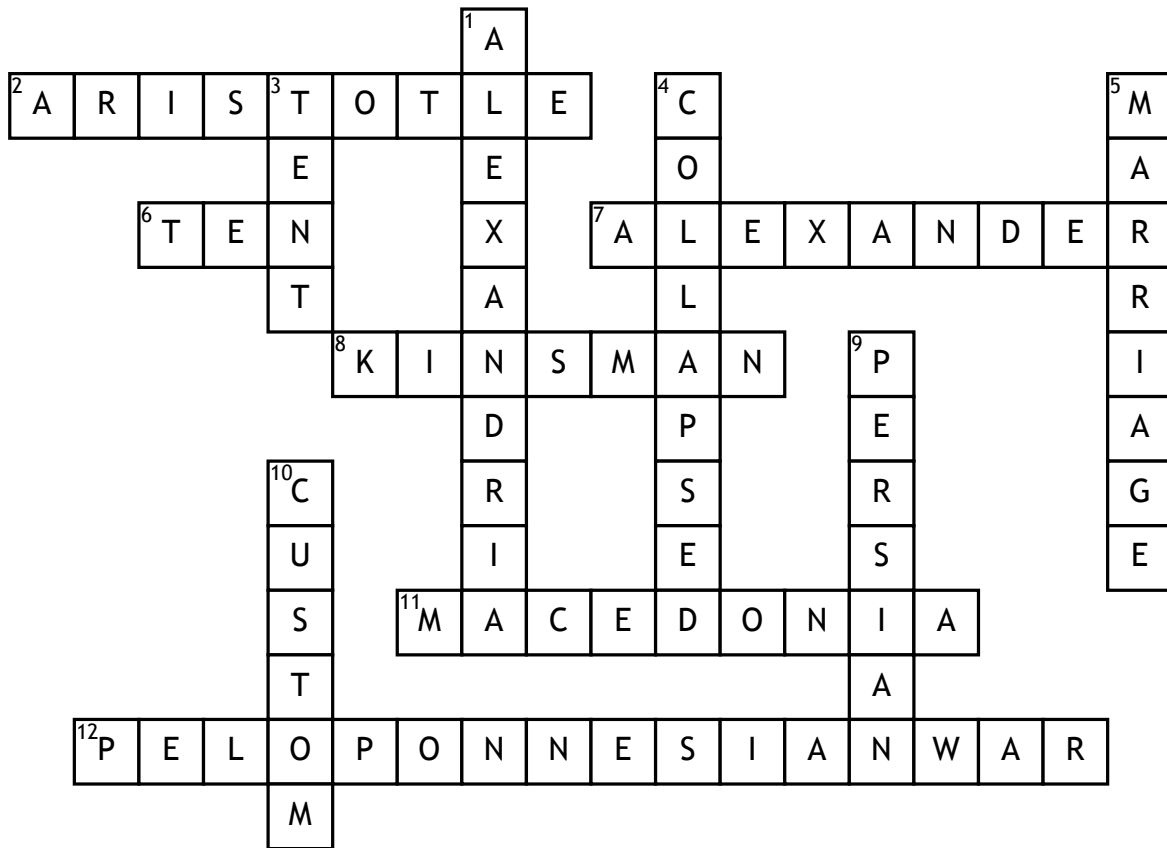 1 A
2 A R I S 3 T O T L E 4 C 5 M
E E O A
6 T E N X 7 A L E X A N D E R
T A L R
8 K I N S M A N 9 P I
D P E A
10 C R S R G
U I E S E
S 11 M A C E D O N I A
T A
12 P E L O P O N N E S I A N W A R
M